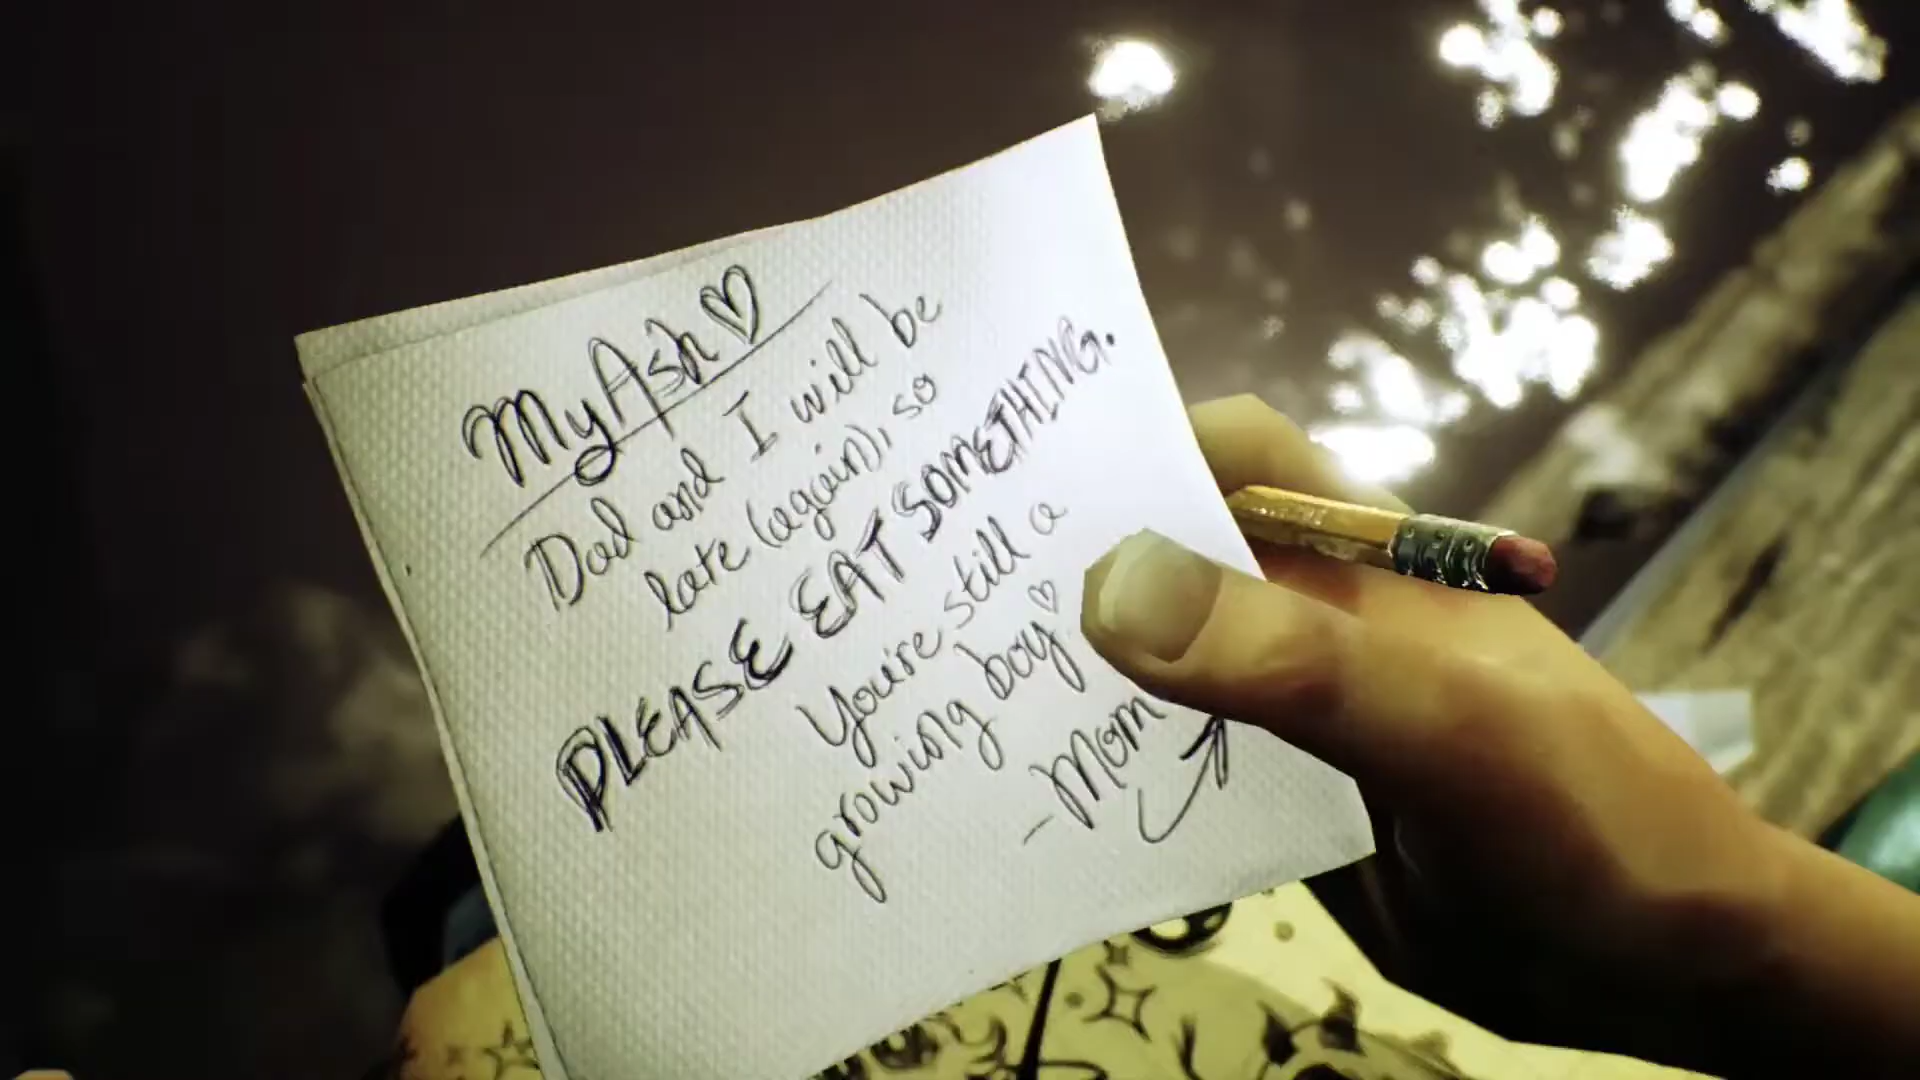 My Ash ♡
Dad and I will be
late (again), so
PLEASE EAT SOMETHING.
You're still a
growing boy ♡
-Mom